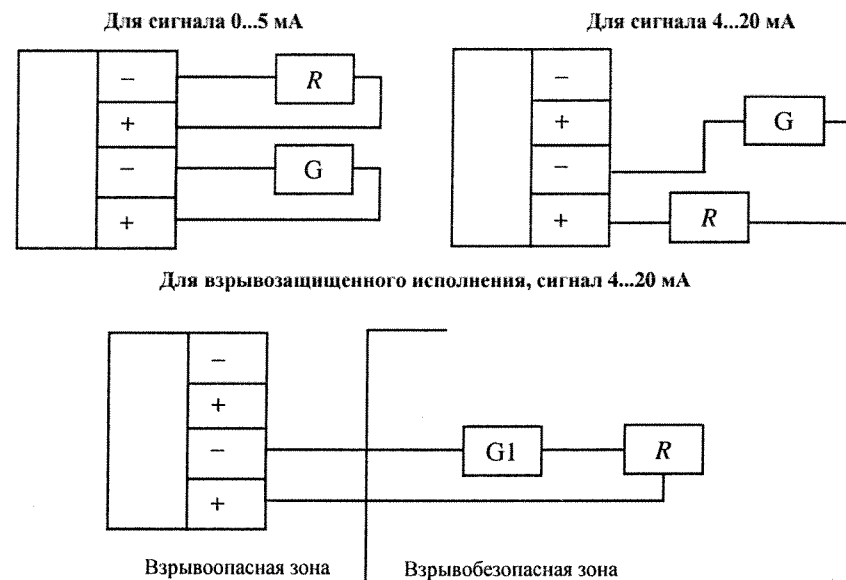 Для сигнала 0...5 мА
− R
+
− G
+
Для сигнала 4...20 мА
−
+ G
−
+ R
Для взрывозащищенного исполнения, сигнал 4...20 мА
−
+
− G1 R
+
Взрывоопасная зона
Взрывобезопасная зона